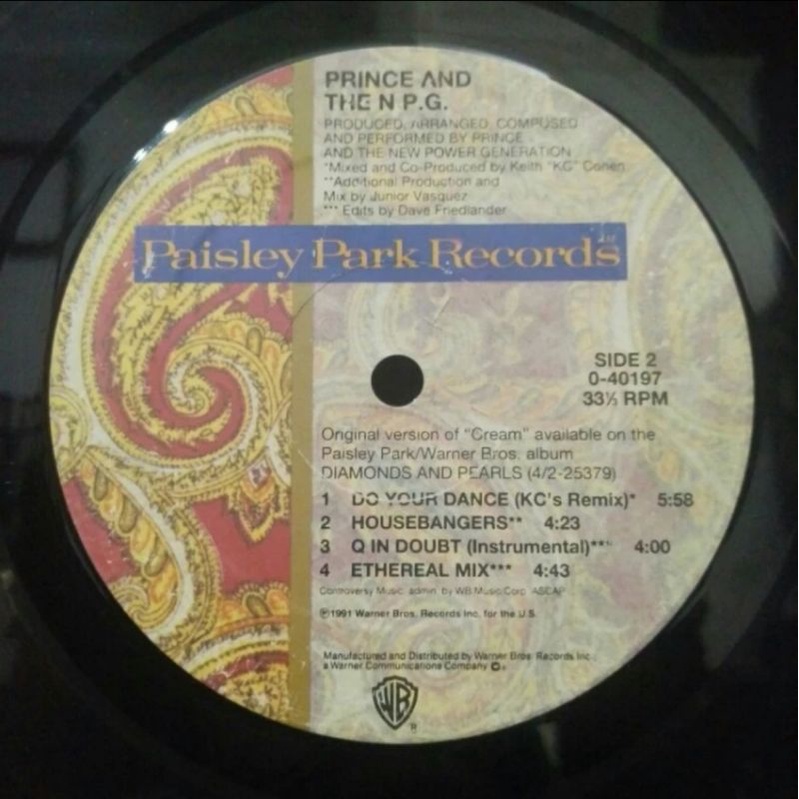 PRINCE AND
THE N P.G.
PRODUCED, ARRANGED, COMPOSED
AND PERFORMED BY PRINCE
AND THE NEW POWER GENERATION
*Mixed and Co-Produced by Keith "KC" Cohen
**Additional Production and
Mix by Junior Vasquez
*** Edits by Dave Friedlander
Paisley Park Records
SIDE 2
0-40197
33⅓ RPM
Original version of "Cream" available on the
Paisley Park/Warner Bros. album
DIAMONDS AND PEARLS (4/2-25379)
1 DO YOUR DANCE (KC's Remix)* 5:58
2 HOUSEBANGERS** 4:23
3 Q IN DOUBT (Instrumental)*** 4:00
4 ETHEREAL MIX*** 4:43
Controversy Music admin. by WB Music Corp. ASCAP
℗1991 Warner Bros. Records Inc. for the U.S.
Manufactured and Distributed by Warner Bros. Records Inc.,
a Warner Communications Company
WB